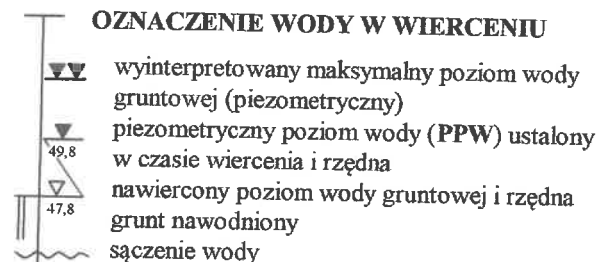 OZNACZENIE WODY W WIERCENIU
wyinterpretowany maksymalny poziom wody
gruntowej (piezometryczny)
piezometryczny poziom wody (PPW) ustalony
49,8
w czasie wiercenia i rzędna
nawiercony poziom wody gruntowej i rzędna
47,8
grunt nawodniony
sączenie wody